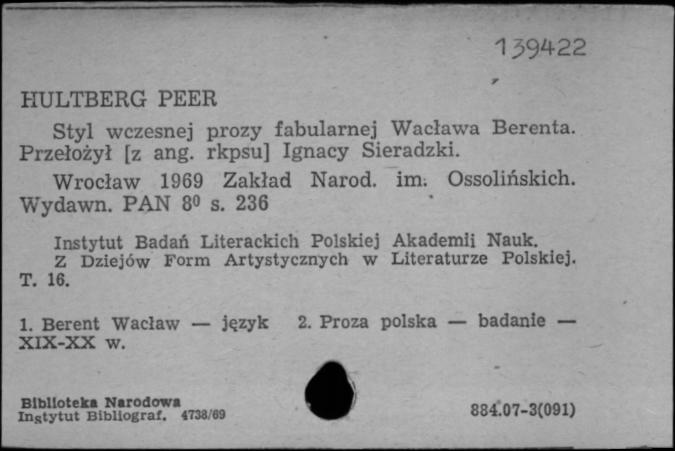 139422
HULTBERG PEER
Styl wczesnej prozy fabularnej Wacława Berenta.
Przełożył [z ang. rkpsu] Ignacy Sieradzki.
Wrocław 1969 Zakład Narod. im. Ossolińskich.
Wydawn. PAN 8⁰ s. 236
Instytut Badań Literackich Polskiej Akademii Nauk.
Z Dziejów Form Artystycznych w Literaturze Polskiej.
T. 16.
1. Berent Wacław — język 2. Proza polska — badanie —
XIX-XX w.
Biblioteka Narodowa
Instytut Bibliograf. 4738/69
884.07-3(091)